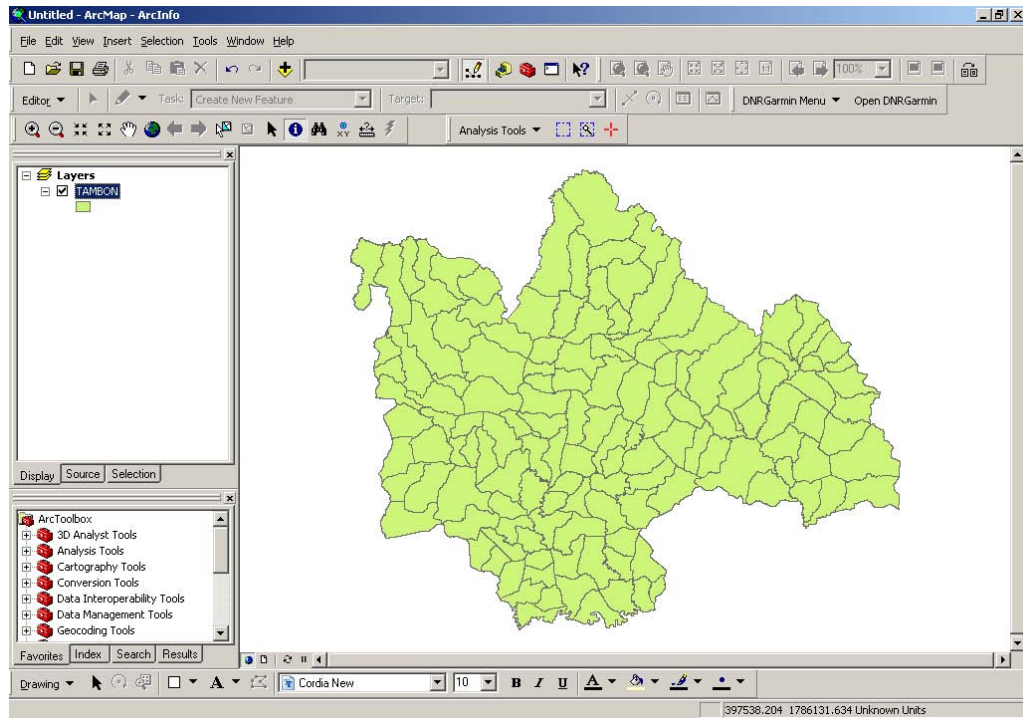 Untitled - ArcMap - ArcInfo
File Edit View Insert Selection Tools Window Help
100%
Editor Task: Create New Feature Target: DNRGarmin Menu Open DNRGarmin
Analysis Tools
Layers
TAMBON
Display Source Selection
ArcToolbox
3D Analyst Tools
Analysis Tools
Cartography Tools
Conversion Tools
Data Interoperability Tools
Data Management Tools
Geocoding Tools
Favorites Index Search Results
Drawing A Cordia New 10 B I U A
397538.204 1786131.634 Unknown Units